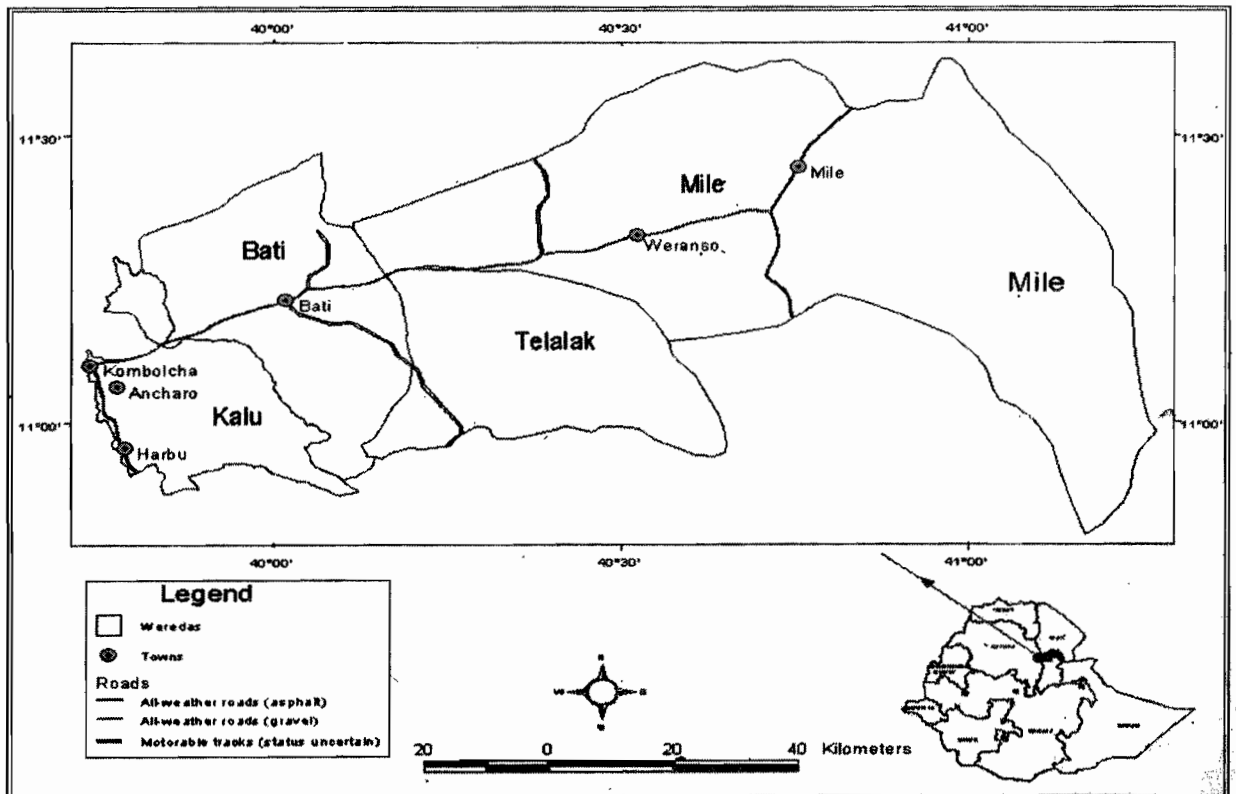 40°00'
40°30'
41°00'
11°30'
11°30'
Mile
Mile
Bati
Weranso
Mile
Bati
Telalak
Kombolcha
Ancharo
Kalu
11°00'
11°00'
Harbu
40°00'
40°30'
41°00'
Legend
Weredas
Towns
Roads
All-weather roads (asphalt)
All-weather roads (gravel)
Motorable tracks (status uncertain)
20 0 20 40 Kilometers